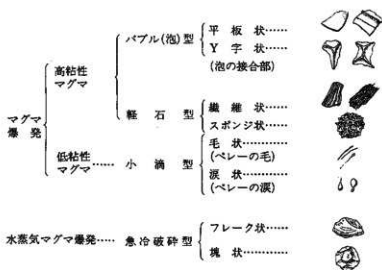 バブル(泡)型 平板状……
Y字状……
(泡の接合部)
高粘性
マグマ
軽石型 繊維状……
スポンジ状……
マグマ
爆発
低粘性
マグマ…… 小滴型 毛状……
(ペレーの毛)
涙状……
(ペレーの涙)
水蒸気マグマ爆発…… 急冷破砕型 フレーク状……
塊状…………